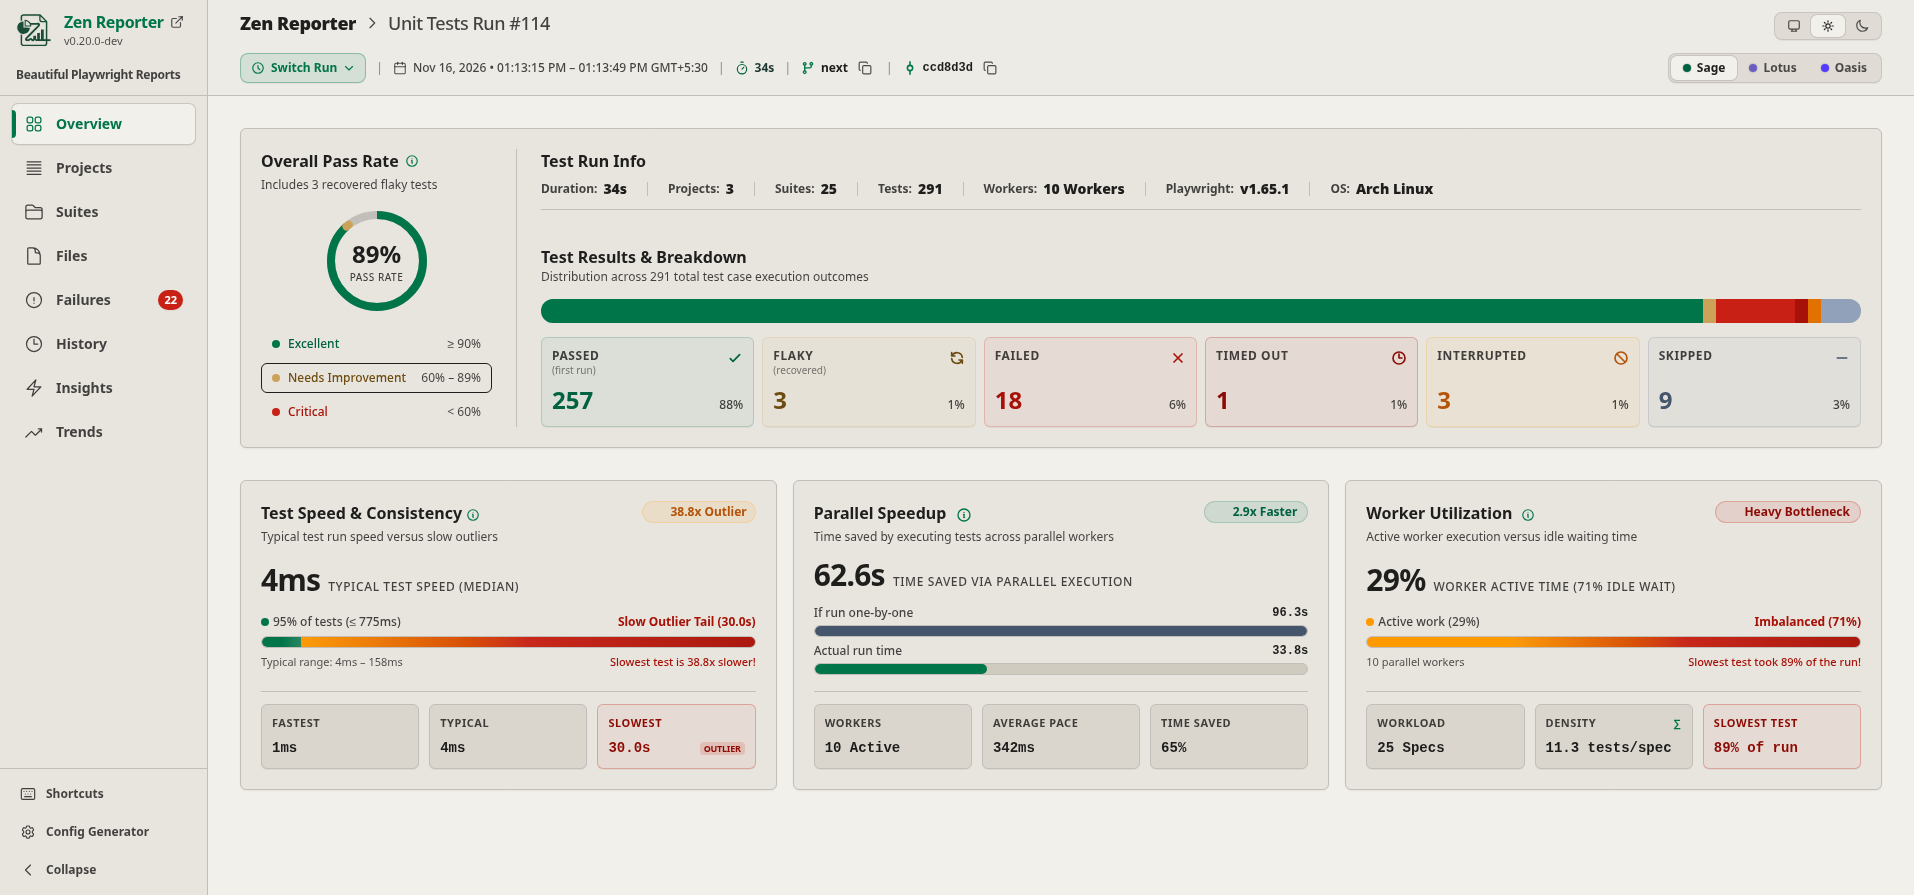 Zen Reporter
v0.20.0-dev
Beautiful Playwright Reports
Overview
Projects
Suites
Files
Failures 22
History
Insights
Trends
Shortcuts
Config Generator
Collapse
Zen Reporter > Unit Tests Run #114
Switch Run | Nov 16, 2026 • 01:13:15 PM – 01:13:49 PM GMT+5:30 | 34s | next | ccd8d3d
Sage Lotus Oasis
Overall Pass Rate
Includes 3 recovered flaky tests
89%
PASS RATE
Excellent ≥ 90%
Needs Improvement 60% – 89%
Critical < 60%
Test Run Info
Duration: 34s Projects: 3 Suites: 25 Tests: 291 Workers: 10 Workers Playwright: v1.65.1 OS: Arch Linux
Test Results & Breakdown
Distribution across 291 total test case execution outcomes
PASSED
(first run)
257 88%
FLAKY
(recovered)
3 1%
FAILED
18 6%
TIMED OUT
1 1%
INTERRUPTED
3 1%
SKIPPED
9 3%
Test Speed & Consistency 38.8x Outlier
Typical test run speed versus slow outliers
4ms TYPICAL TEST SPEED (MEDIAN)
95% of tests (≤ 775ms) Slow Outlier Tail (30.0s)
Typical range: 4ms – 158ms Slowest test is 38.8x slower!
FASTEST
1ms
TYPICAL
4ms
SLOWEST
30.0s OUTLIER
Parallel Speedup 2.9x Faster
Time saved by executing tests across parallel workers
62.6s TIME SAVED VIA PARALLEL EXECUTION
If run one-by-one 96.3s
Actual run time 33.8s
WORKERS
10 Active
AVERAGE PACE
342ms
TIME SAVED
65%
Worker Utilization Heavy Bottleneck
Active worker execution versus idle waiting time
29% WORKER ACTIVE TIME (71% IDLE WAIT)
Active work (29%) Imbalanced (71%)
10 parallel workers Slowest test took 89% of the run!
WORKLOAD
25 Specs
DENSITY Σ
11.3 tests/spec
SLOWEST TEST
89% of run